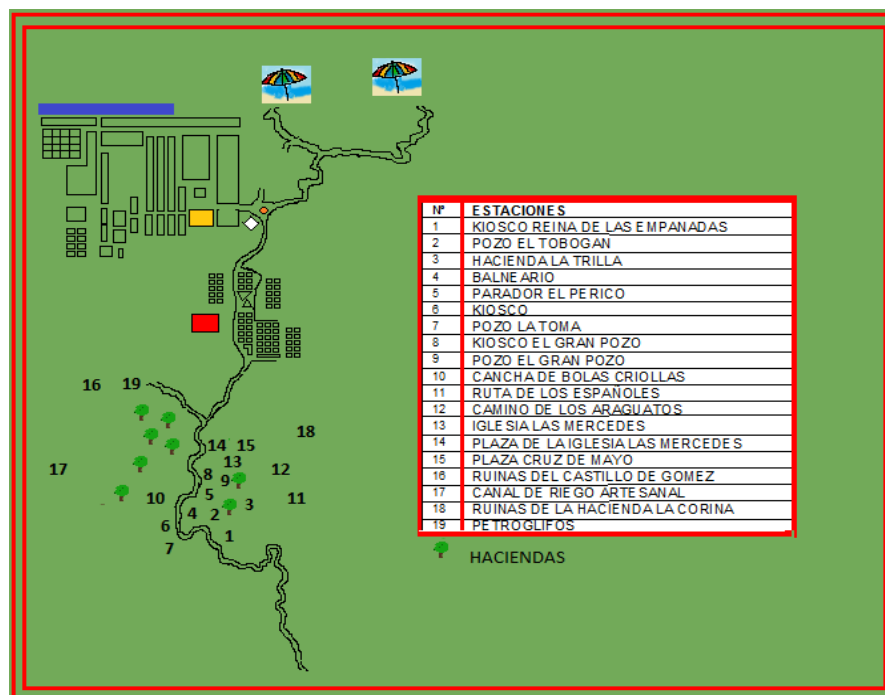 Nº ESTACIONES
1 KIOSCO REINA DE LAS EMPANADAS
2 POZO EL TOBOGAN
3 HACIENDA LA TRILLA
4 BALNEARIO
5 PARADOR EL PERICO
6 KIOSCO
7 POZO LA TOMA
8 KIOSCO EL GRAN POZO
9 POZO EL GRAN POZO
10 CANCHA DE BOLAS CRIOLLAS
11 RUTA DE LOS ESPAÑOLES
12 CAMINO DE LOS ARAGUATOS
13 IGLESIA LAS MERCEDES
14 PLAZA DE LA IGLESIA LAS MERCEDES
15 PLAZA CRUZ DE MAYO
16 RUINAS DEL CASTILLO DE GOMEZ
17 CANAL DE RIEGO ARTESANAL
18 RUINAS DE LA HACIENDA LA CORINA
19 PETROGLIFOS
HACIENDAS
16 19
18
14 15
13
17
8 9 12
10 5 3 11
4 2
6 1
7